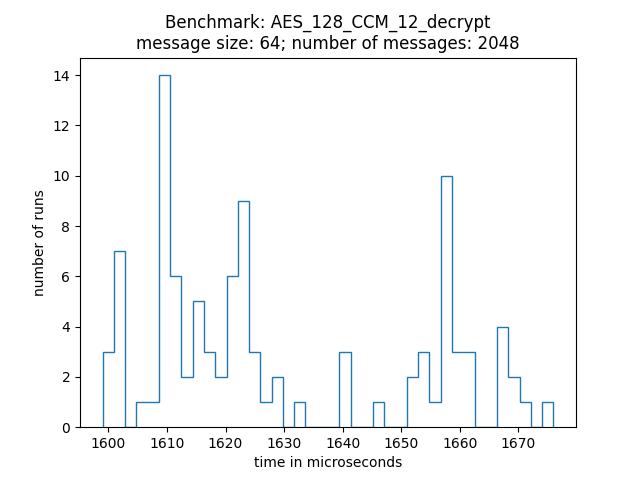 Benchmark: AES_128_CCM_12_decrypt
message size: 64; number of messages: 2048
14
12
10
8
6
4
2
0
number of runs
1600 1610 1620 1630 1640 1650 1660 1670
time in microseconds